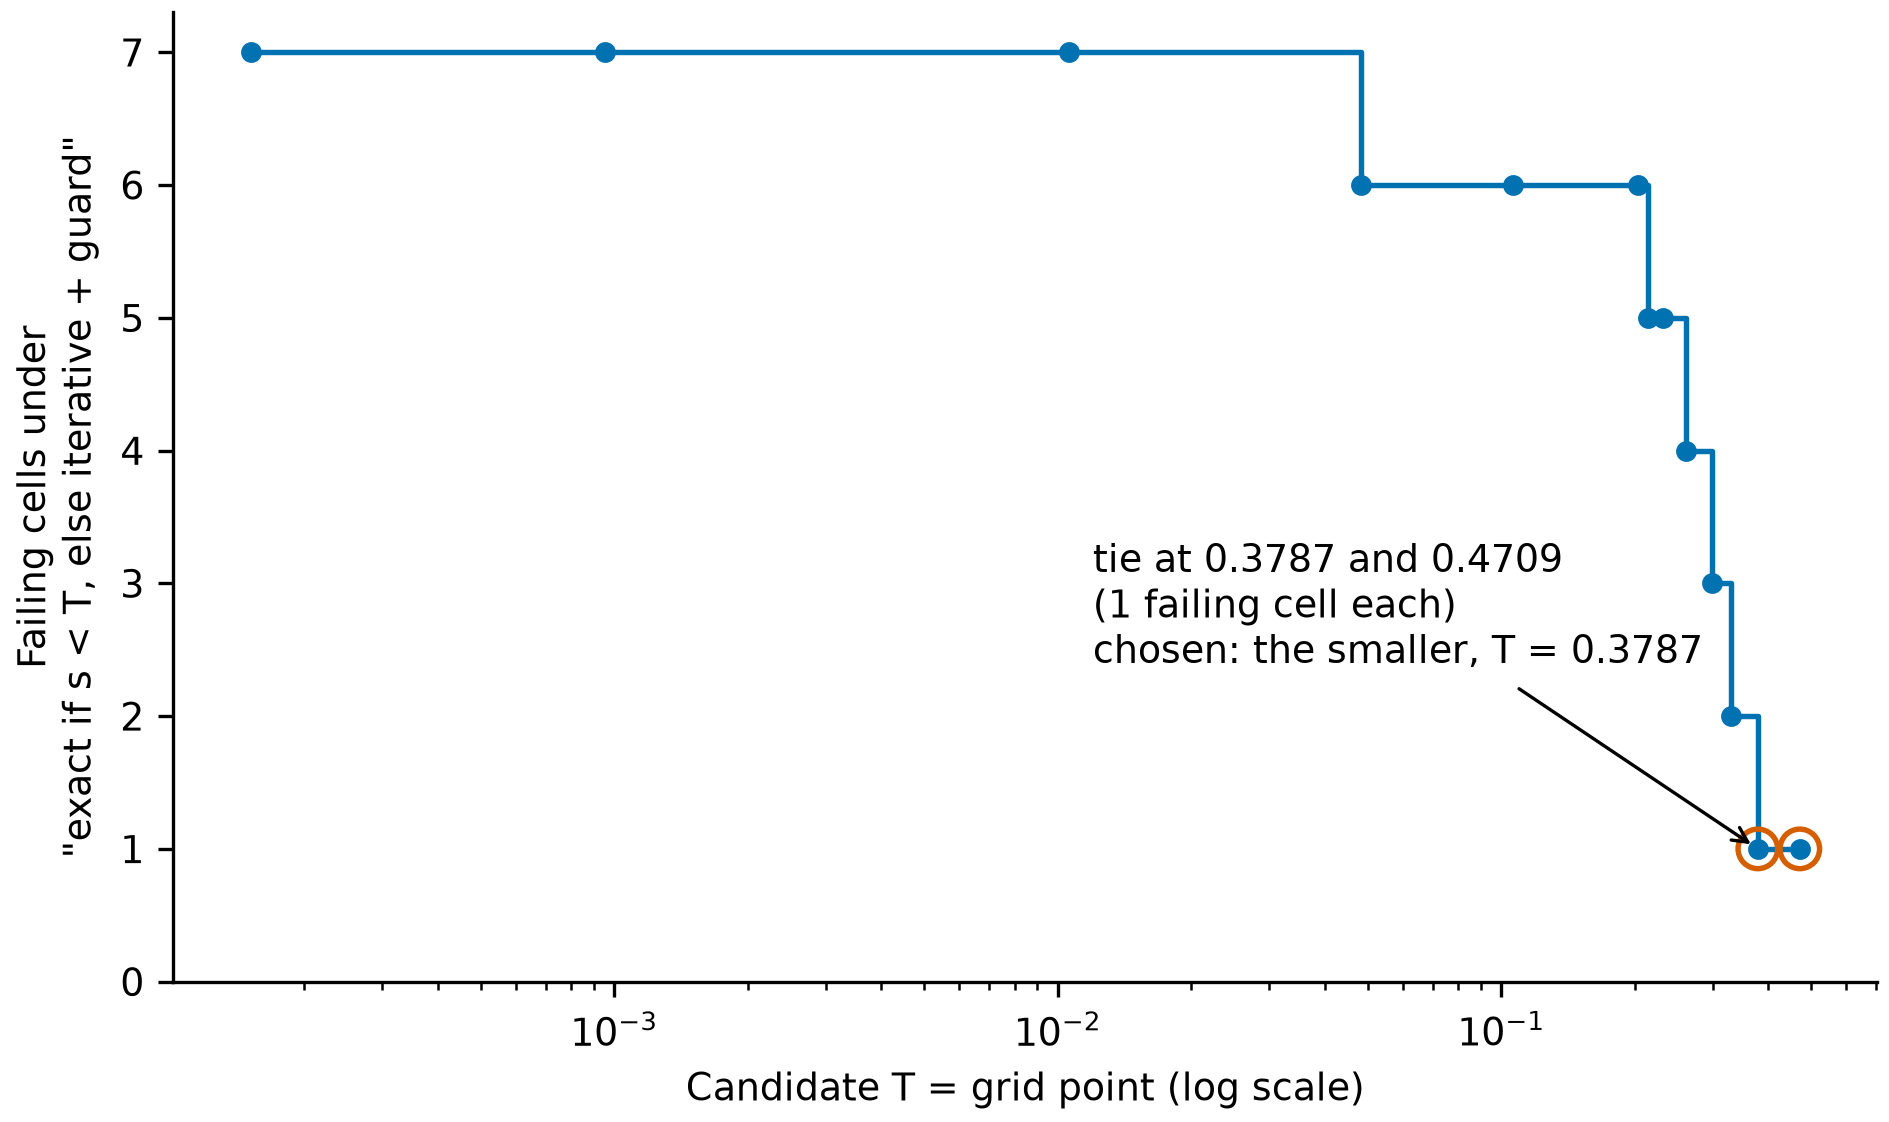 7
6
5
4
3
2
1
0
Failing cells under
"exact if s < T, else iterative + guard"
tie at 0.3787 and 0.4709
(1 failing cell each)
chosen: the smaller, T = 0.3787
10⁻³
10⁻²
10⁻¹
Candidate T = grid point (log scale)